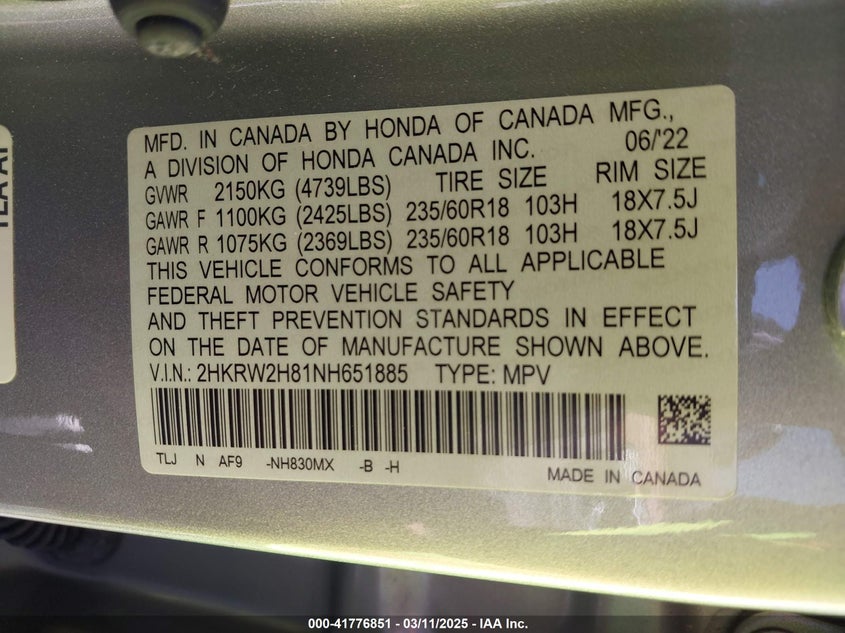 MFD. IN CANADA BY HONDA OF CANADA MFG.,
A DIVISION OF HONDA CANADA INC. 06/'22
GVWR 2150KG (4739LBS) TIRE SIZE RIM SIZE
GAWR F 1100KG (2425LBS) 235/60R18 103H 18X7.5J
GAWR R 1075KG (2369LBS) 235/60R18 103H 18X7.5J
THIS VEHICLE CONFORMS TO ALL APPLICABLE
FEDERAL MOTOR VEHICLE SAFETY
AND THEFT PREVENTION STANDARDS IN EFFECT
ON THE DATE OF MANUFACTURE SHOWN ABOVE.
V.I.N.: 2HKRW2H81NH651885 TYPE: MPV
TLJ N AF9 -NH830MX -B -H
MADE IN CANADA
000-41776851 / 03/11/2025 - IAA Inc.